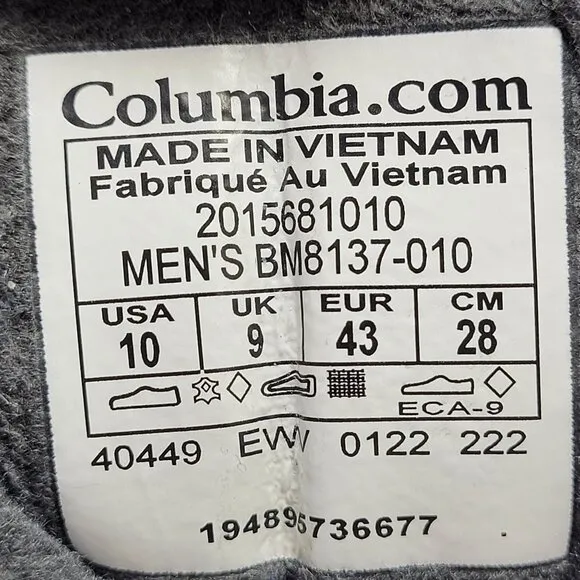 Columbia.com
MADE IN VIETNAM
Fabriqué Au Vietnam
2015681010
MEN'S BM8137-010
USA UK EUR CM
10 9 43 28
ECA-9
40449 EWV 0122 222
194895736677